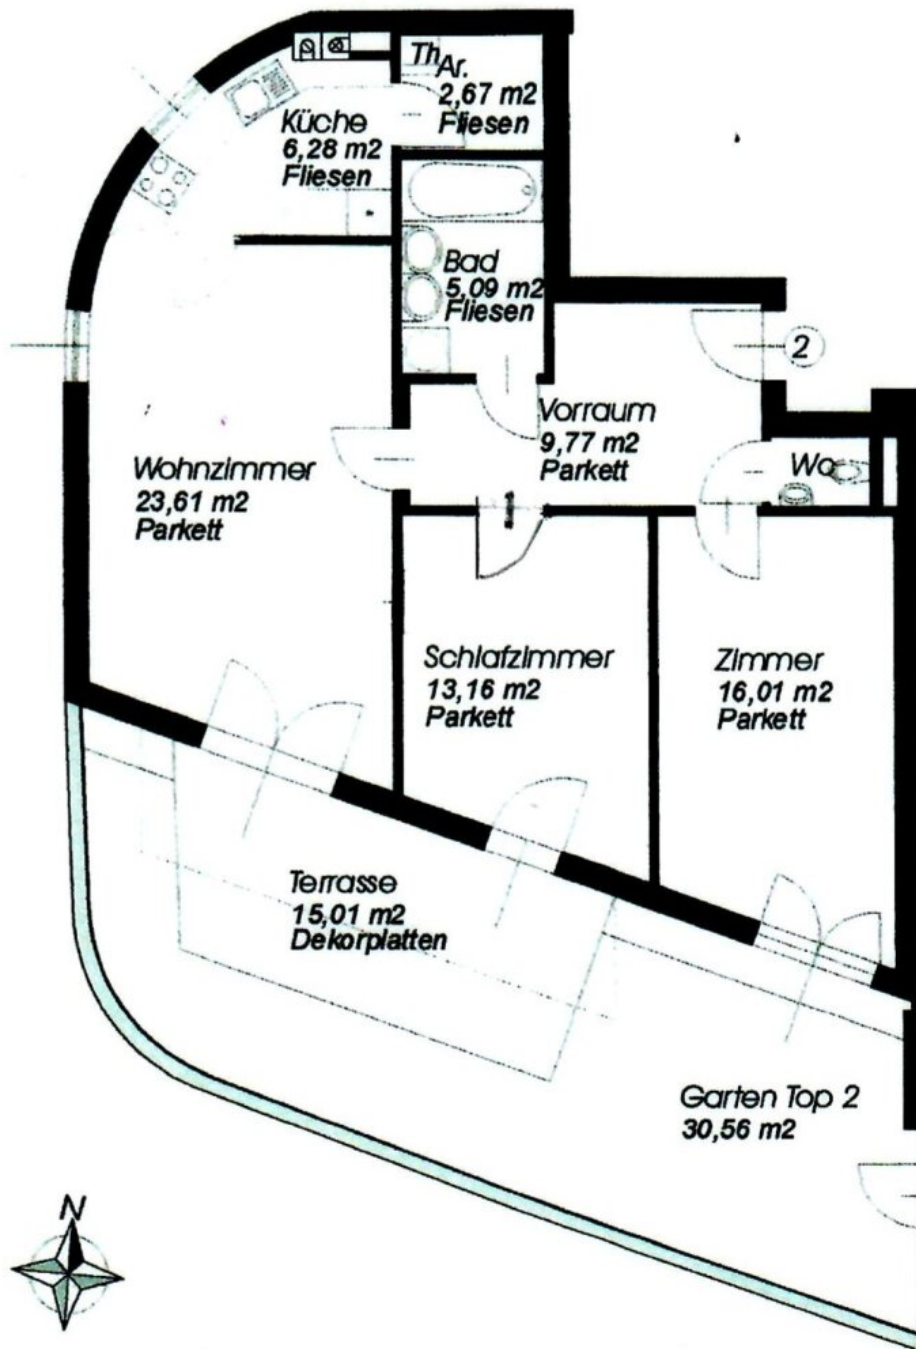 Th
Ar.
2,67 m2
Fliesen
Küche
6,28 m2
Fliesen
Bad
5,09 m2
Fliesen
2
Vorraum
9,77 m2
Parkett
Wc
Wohnzimmer
23,61 m2
Parkett
Schlafzimmer
13,16 m2
Parkett
Zimmer
16,01 m2
Parkett
Terrasse
15,01 m2
Dekorplatten
Garten Top 2
30,56 m2
N